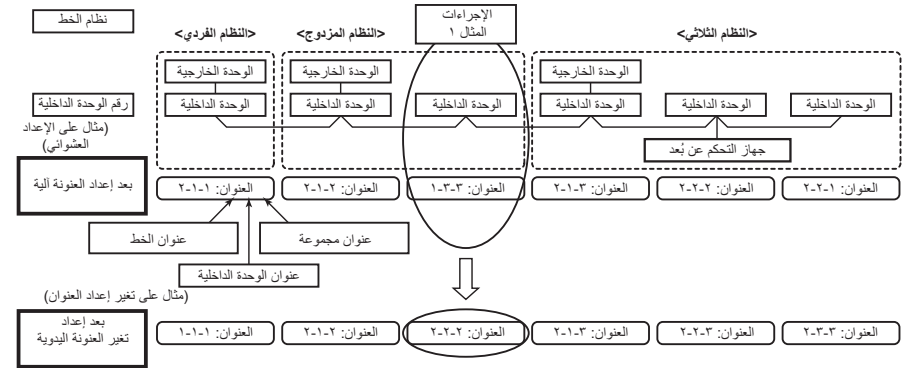 نظام الخط
الإجراءات
المثال ١
<النظام الفردي>
<النظام المزدوج>
<النظام الثلاثي>
الوحدة الخارجية
الوحدة الخارجية
الوحدة الخارجية
رقم الوحدة الداخلية
الوحدة الداخلية
الوحدة الداخلية
الوحدة الداخلية
الوحدة الداخلية
الوحدة الداخلية
الوحدة الداخلية
(مثال على الإعداد
العشوائي)
جهاز التحكم عن بُعد
بعد إعداد العنونة آلية
العنوان: ١-١-٢
العنوان: ٢-١-٢
العنوان: ٣-٣-١
العنوان: ٣-١-٢
العنوان: ٢-٢-٢
العنوان: ١-٢-٢
عنوان الخط
عنوان مجموعة
عنوان الوحدة الداخلية
(مثال على تغير إعداد العنوان)
بعد إعداد
تغير العنونة اليدوية
العنوان: ١-١-١
العنوان: ٢-١-٢
العنوان: ٢-٢-٢
العنوان: ٣-١-٢
العنوان: ٣-٢-٢
العنوان: ٣-٣-٢